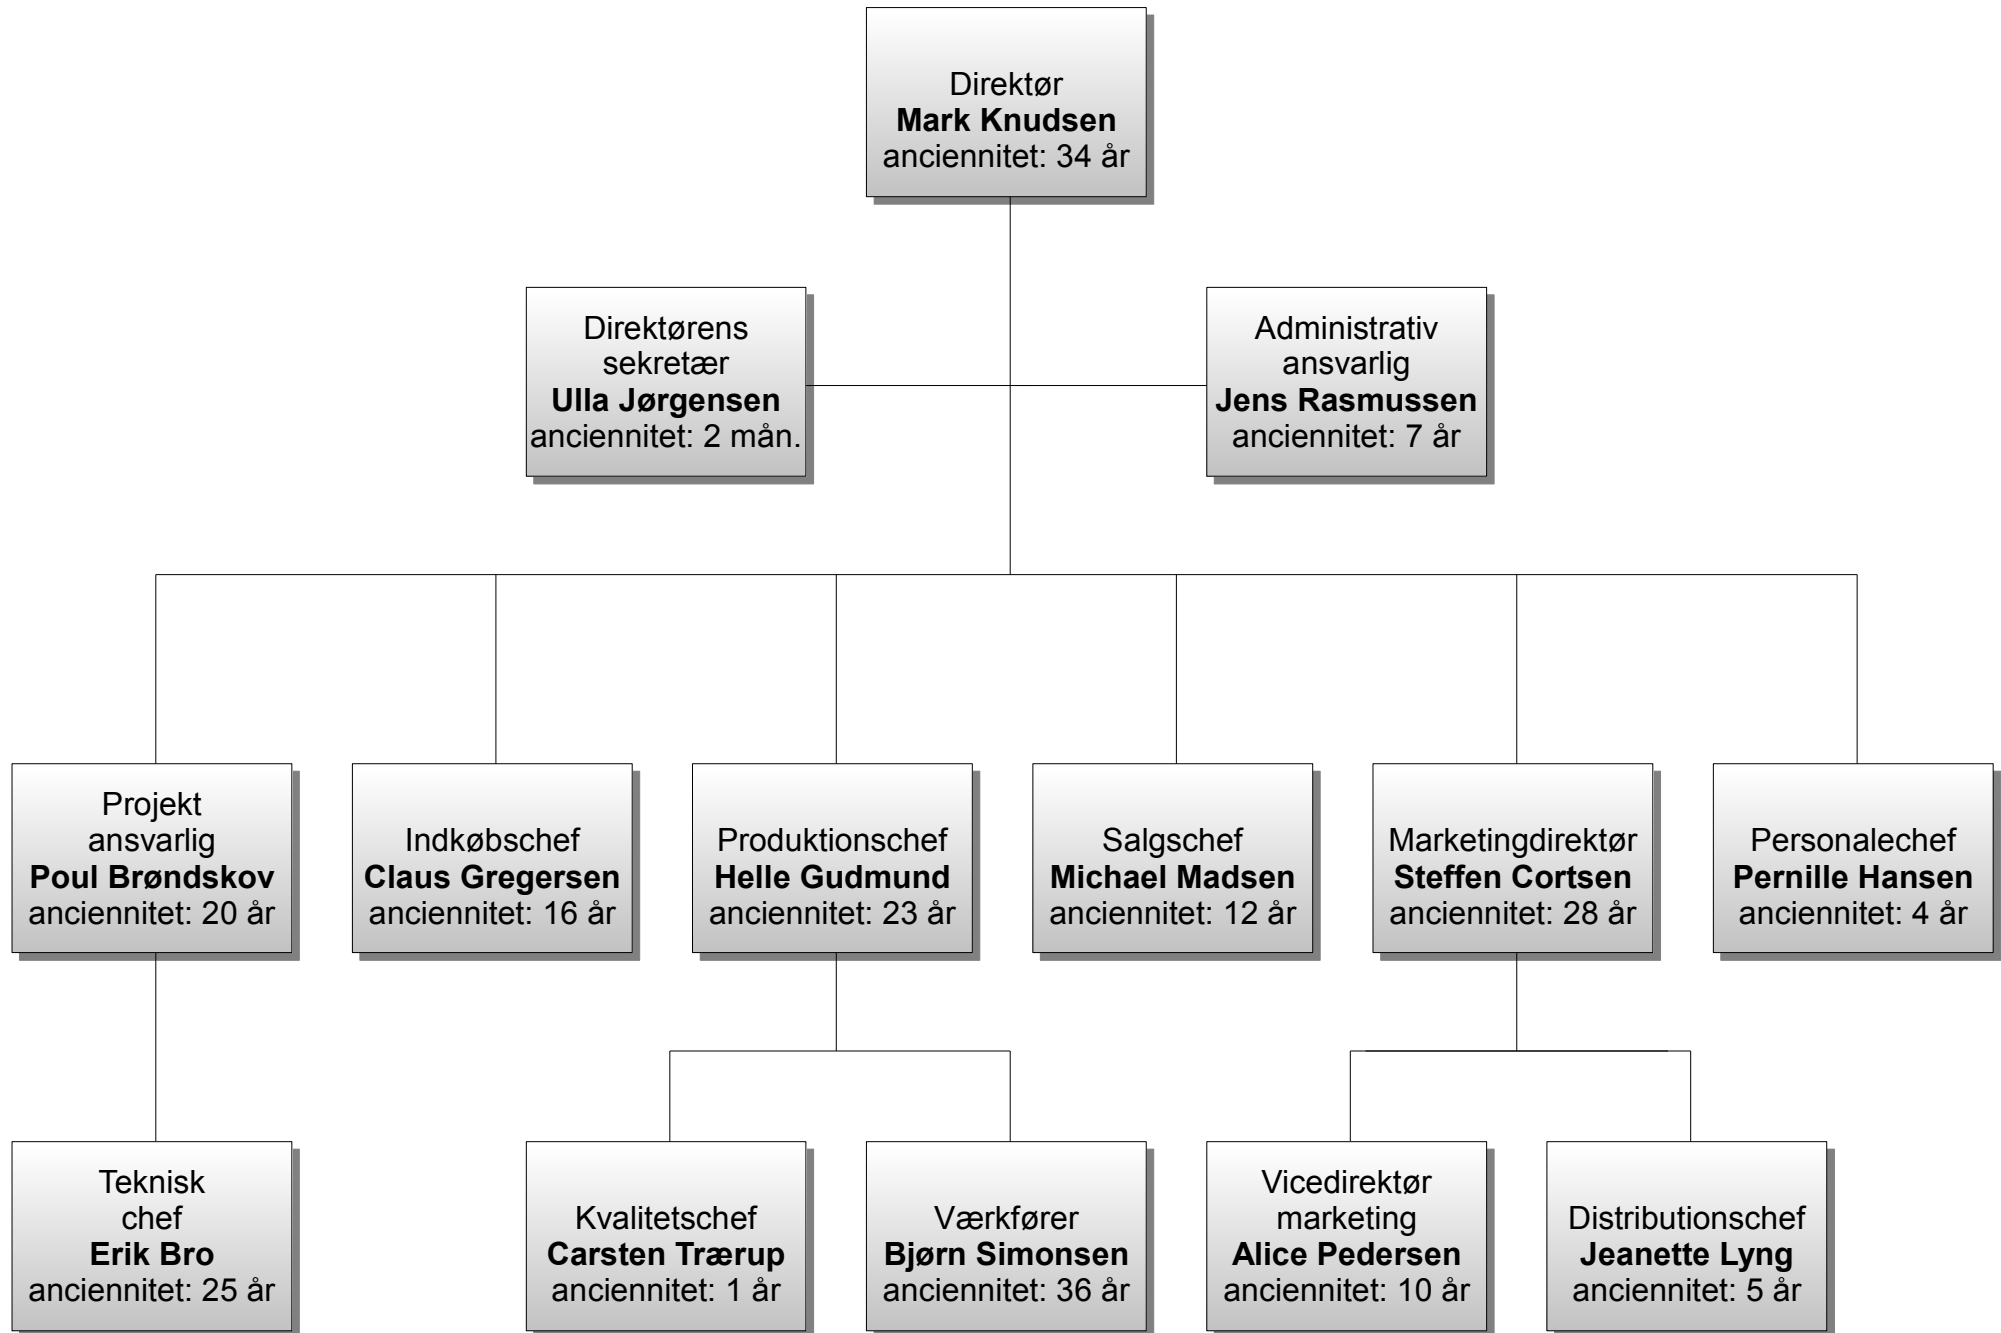 Direktør
Mark Knudsen
anciennitet: 34 år
Direktørens
sekretær
Ulla Jørgensen
anciennitet: 2 mån.
Administrativ
ansvarlig
Jens Rasmussen
anciennitet: 7 år
Projekt
ansvarlig
Poul Brøndskov
anciennitet: 20 år
Indkøbschef
Claus Gregersen
anciennitet: 16 år
Produktionschef
Helle Gudmund
anciennitet: 23 år
Salgschef
Michael Madsen
anciennitet: 12 år
Marketingdirektør
Steffen Cortsen
anciennitet: 28 år
Personalechef
Pernille Hansen
anciennitet: 4 år
Teknisk
chef
Erik Bro
anciennitet: 25 år
Kvalitetschef
Carsten Trærup
anciennitet: 1 år
Værkfører
Bjørn Simonsen
anciennitet: 36 år
Vicedirektør
marketing
Alice Pedersen
anciennitet: 10 år
Distributionschef
Jeanette Lyng
anciennitet: 5 år